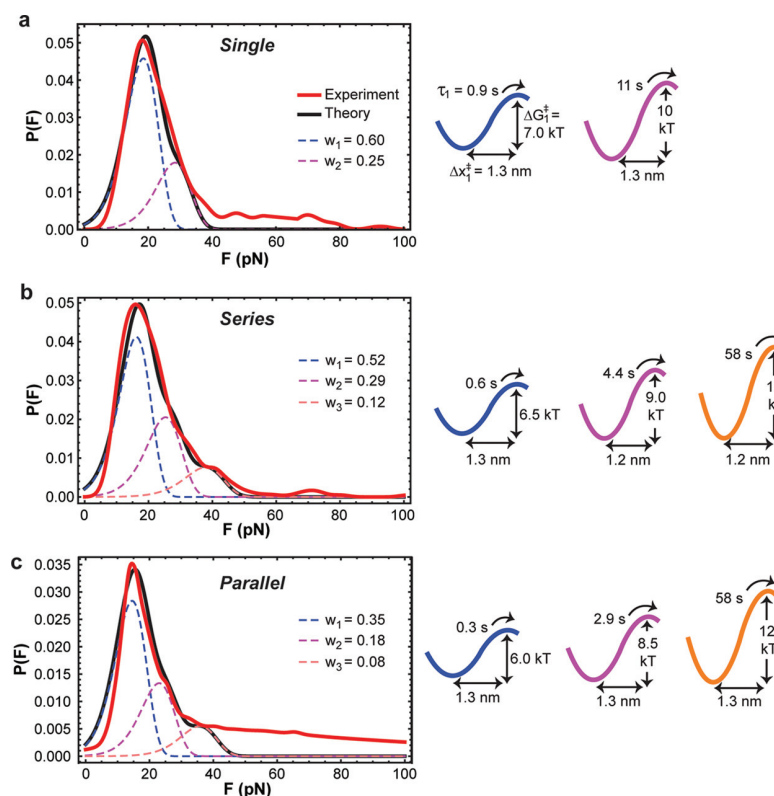 a
Single
P(F)
0.05
0.04
0.03
0.02
0.01
0
0
20
40
60
80
100
F (pN)
Experiment
Theory
w₁ = 0.60
w₂ = 0.25
τ₁ = 0.9 s
ΔG₁‡=
7.0 kT
Δx₁‡= 1.3 nm
11 s
10
kT
1.3 nm
b
Series
P(F)
0.05
0.04
0.03
0.02
0.01
0.00
0
20
40
60
80
100
F (pN)
w₁ = 0.52
w₂ = 0.29
w₃ = 0.12
0.6 s
6.5 kT
1.3 nm
4.4 s
9.0
kT
1.2 nm
58 s
1
k
1.2 nm
c
Parallel
P(F)
0.035
0.030
0.025
0.020
0.015
0.010
0.005
0.000
0
20
40
60
80
100
F (pN)
w₁ = 0.35
w₂ = 0.18
w₃ = 0.08
0.3 s
6.0 kT
1.3 nm
2.9 s
8.5
kT
1.3 nm
58 s
12
kT
1.3 nm